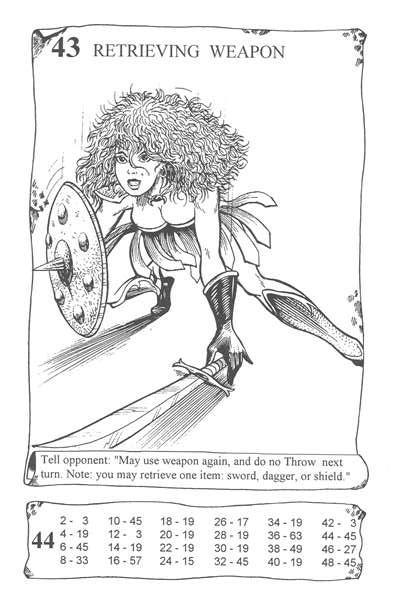 43 RETRIEVING WEAPON
Tell opponent: "May use weapon again, and do no Throw next
turn. Note: you may retrieve one item: sword, dagger, or shield."
44
2 - 3 10 - 45 18 - 19 26 - 17 34 - 19 42 - 3
4 - 19 12 - 3 20 - 19 28 - 19 36 - 63 44 - 45
6 - 45 14 - 19 22 - 19 30 - 19 38 - 49 46 - 27
8 - 33 16 - 57 24 - 15 32 - 45 40 - 19 48 - 45